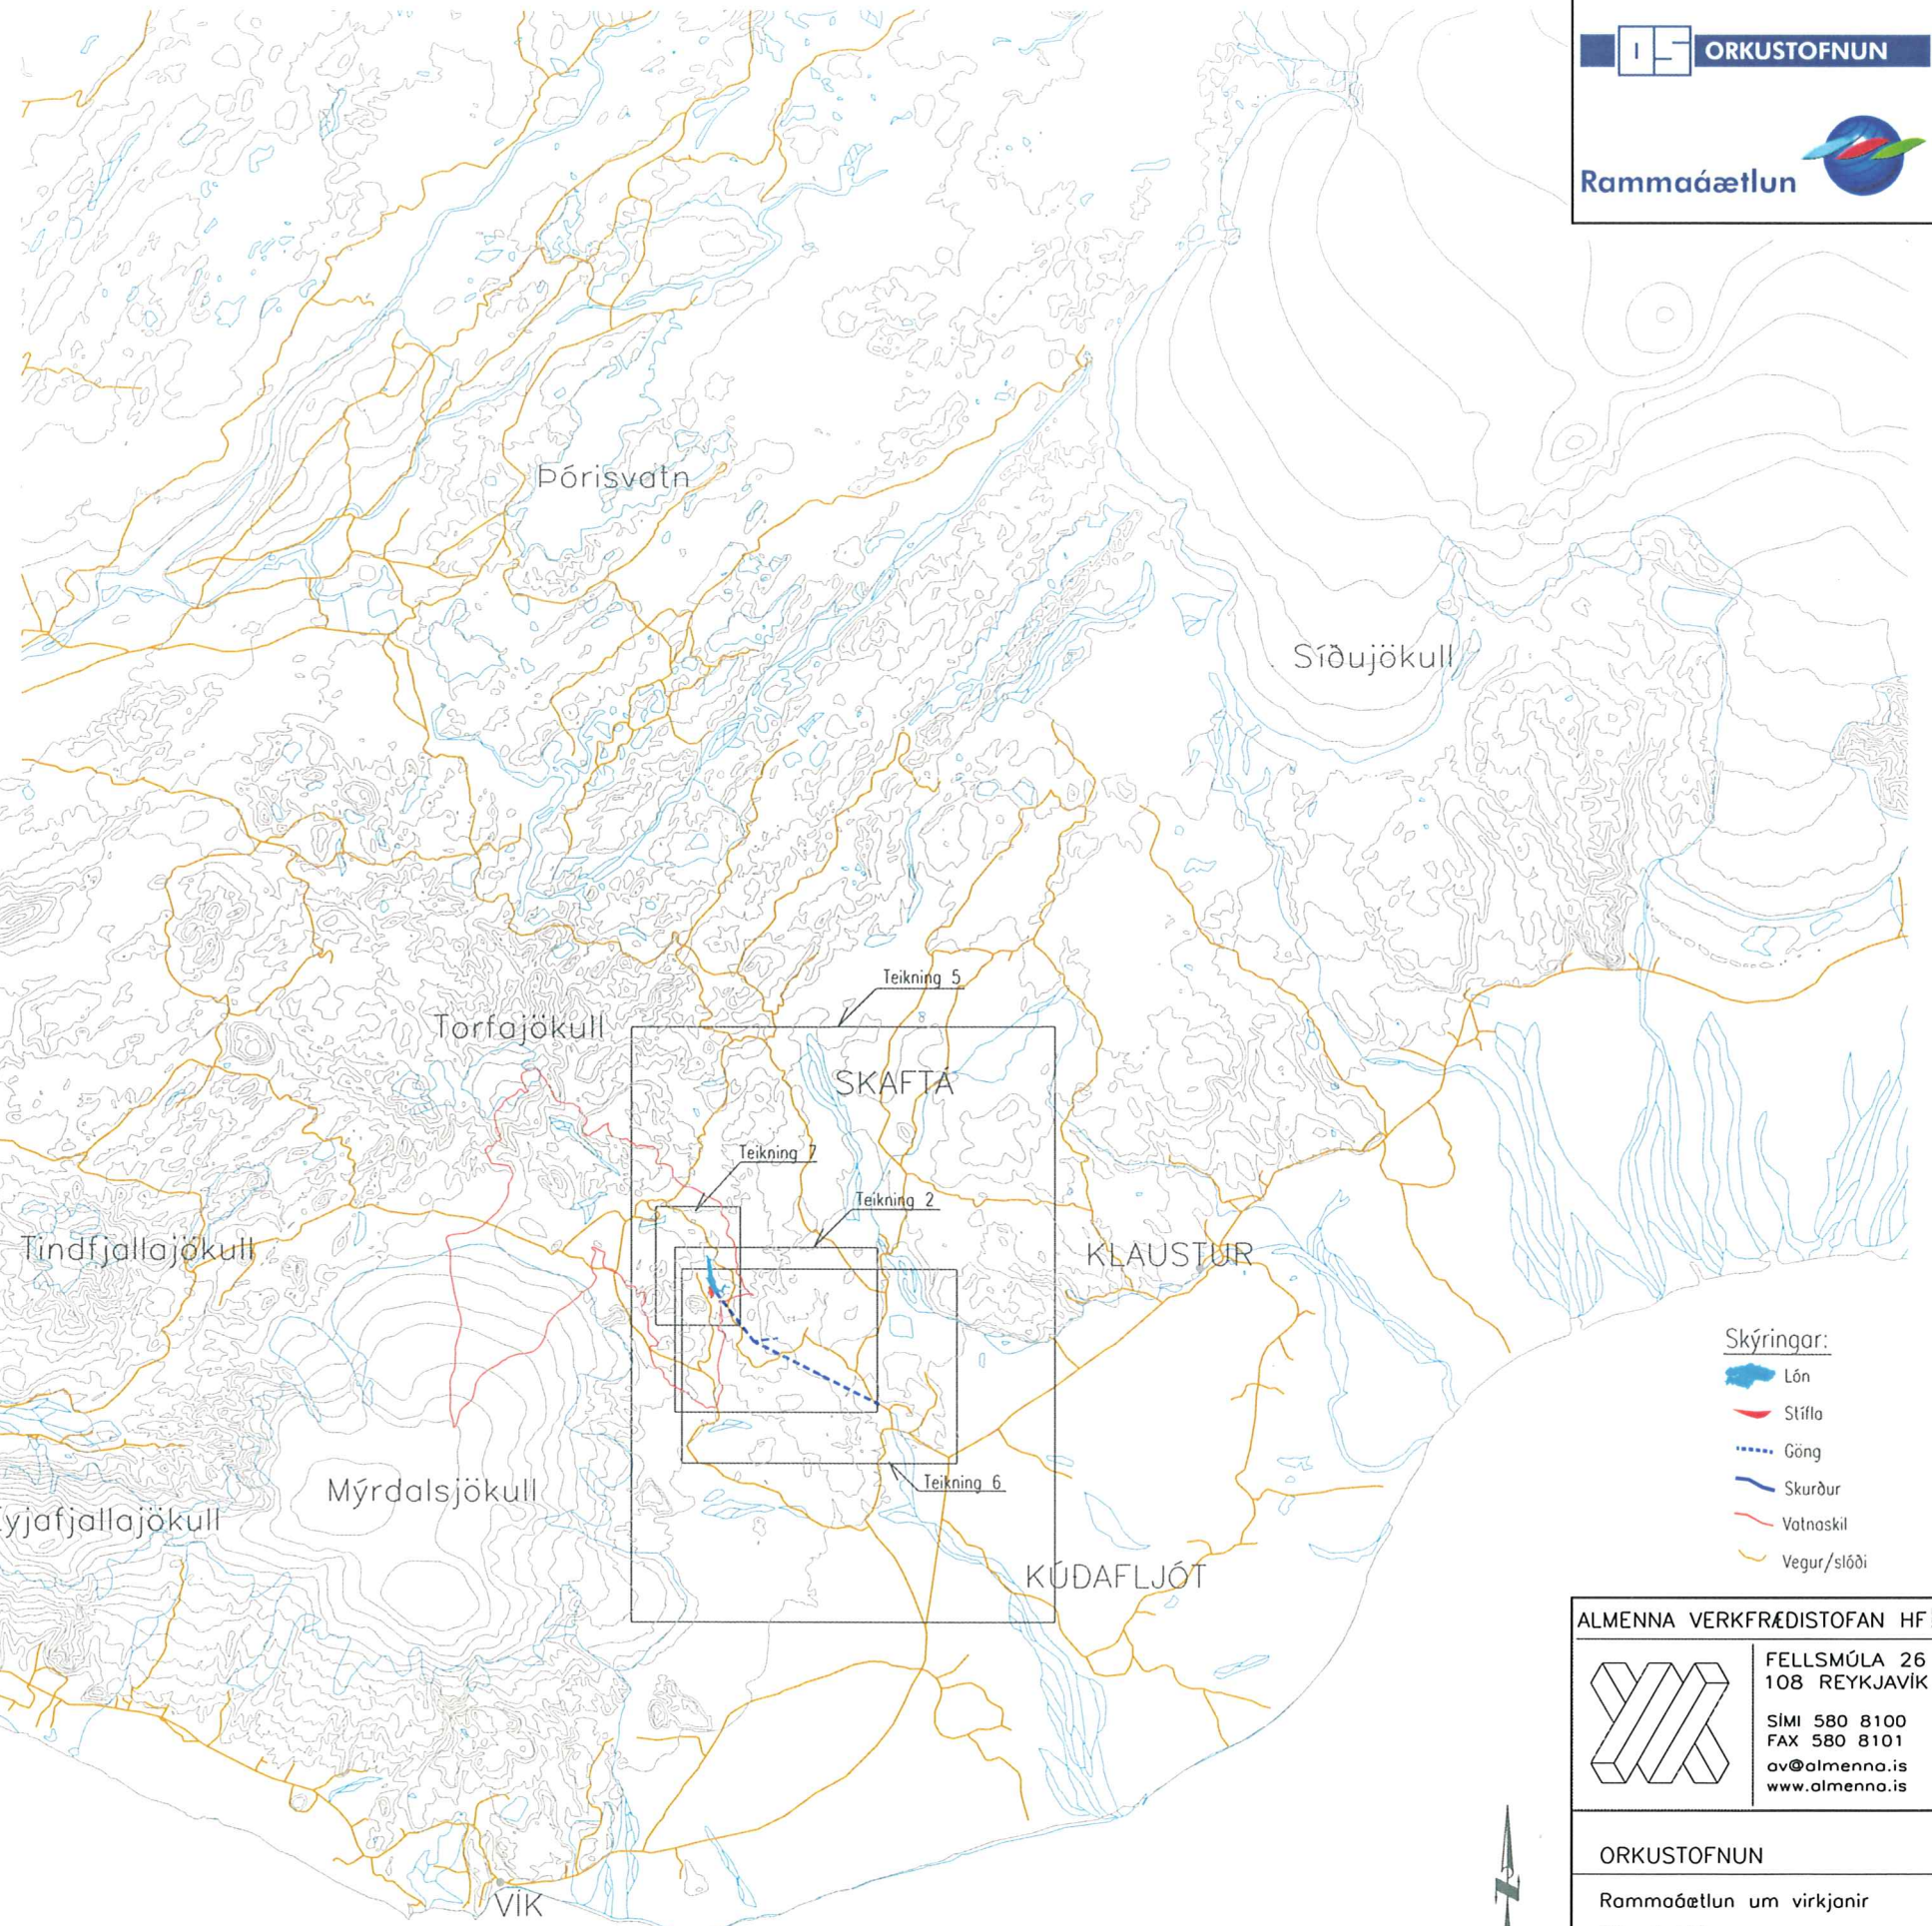 OS ORKUSTOFNUN
Rammaáætlun
Þórisvatn
Síðujökull
Teikning 5
Torfajökull
SKAFTÁ
Teikning 7
Teikning 2
Tindfjallajökull
KLAUSTUR
Skýringar:
Lón
Stífla
Göng
Skurður
Vatnaskil
Vegur/slóði
Mýrdalsjökull
Teikning 6
yjafjallajökull
KÚÐAFLJÓT
VÍK
N
ALMENNA VERKFRÆÐISTOFAN HF
FELLSMÚLA 26
108 REYKJAVÍK
SÍMI 580 8100
FAX 580 8101
av@almenna.is
www.almenna.is
ORKUSTOFNUN
Rammaáætlun um virkjanir